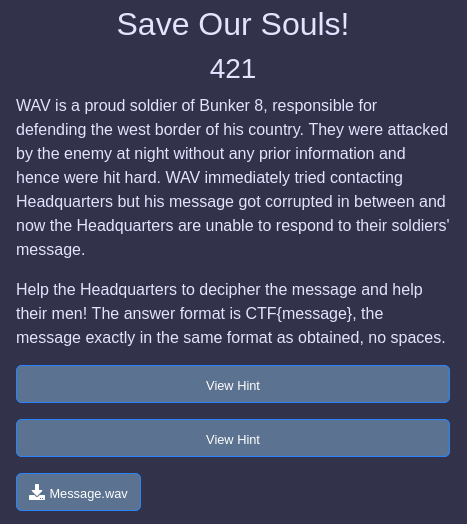 Save Our Souls!
421
WAV is a proud soldier of Bunker 8, responsible for
defending the west border of his country. They were attacked
by the enemy at night without any prior information and
hence were hit hard. WAV immediately tried contacting
Headquarters but his message got corrupted in between and
now the Headquarters are unable to respond to their soldiers'
message.
Help the Headquarters to decipher the message and help
their men! The answer format is CTF{message}, the
message exactly in the same format as obtained, no spaces.
View Hint
View Hint
Message.wav